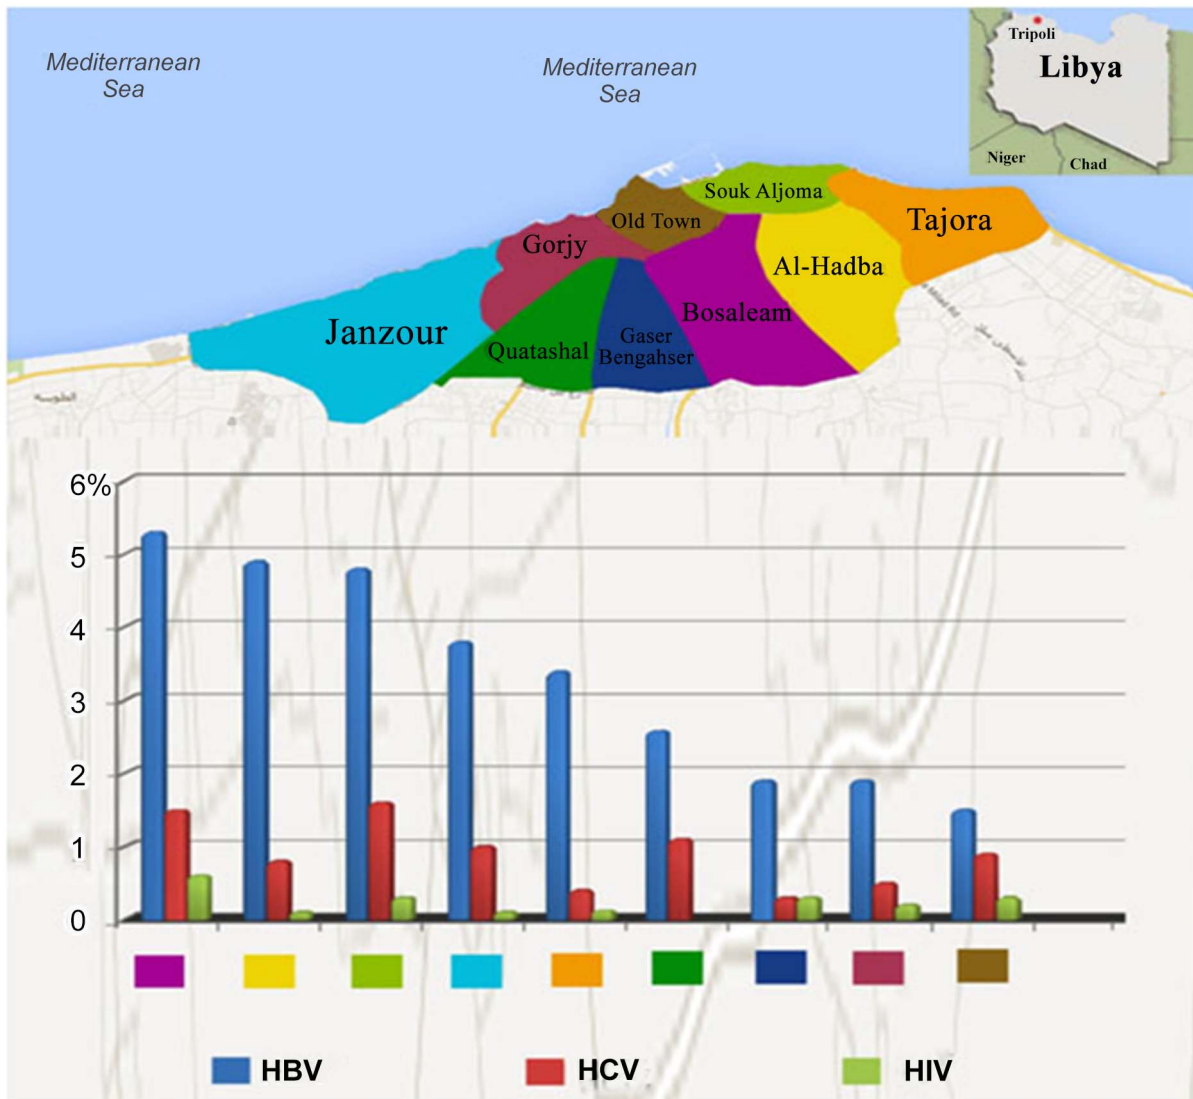 Mediterranean
Sea
Mediterranean
Sea
Tripoli
Libya
Niger
Chad
Souk Aljoma
Old Town
Tajora
Gorjy
Al-Hadba
Janzour
Bosaleam
Quatashal
Gaser
Bengahser
6%
5
4
3
2
1
0
HBV
HCV
HIV